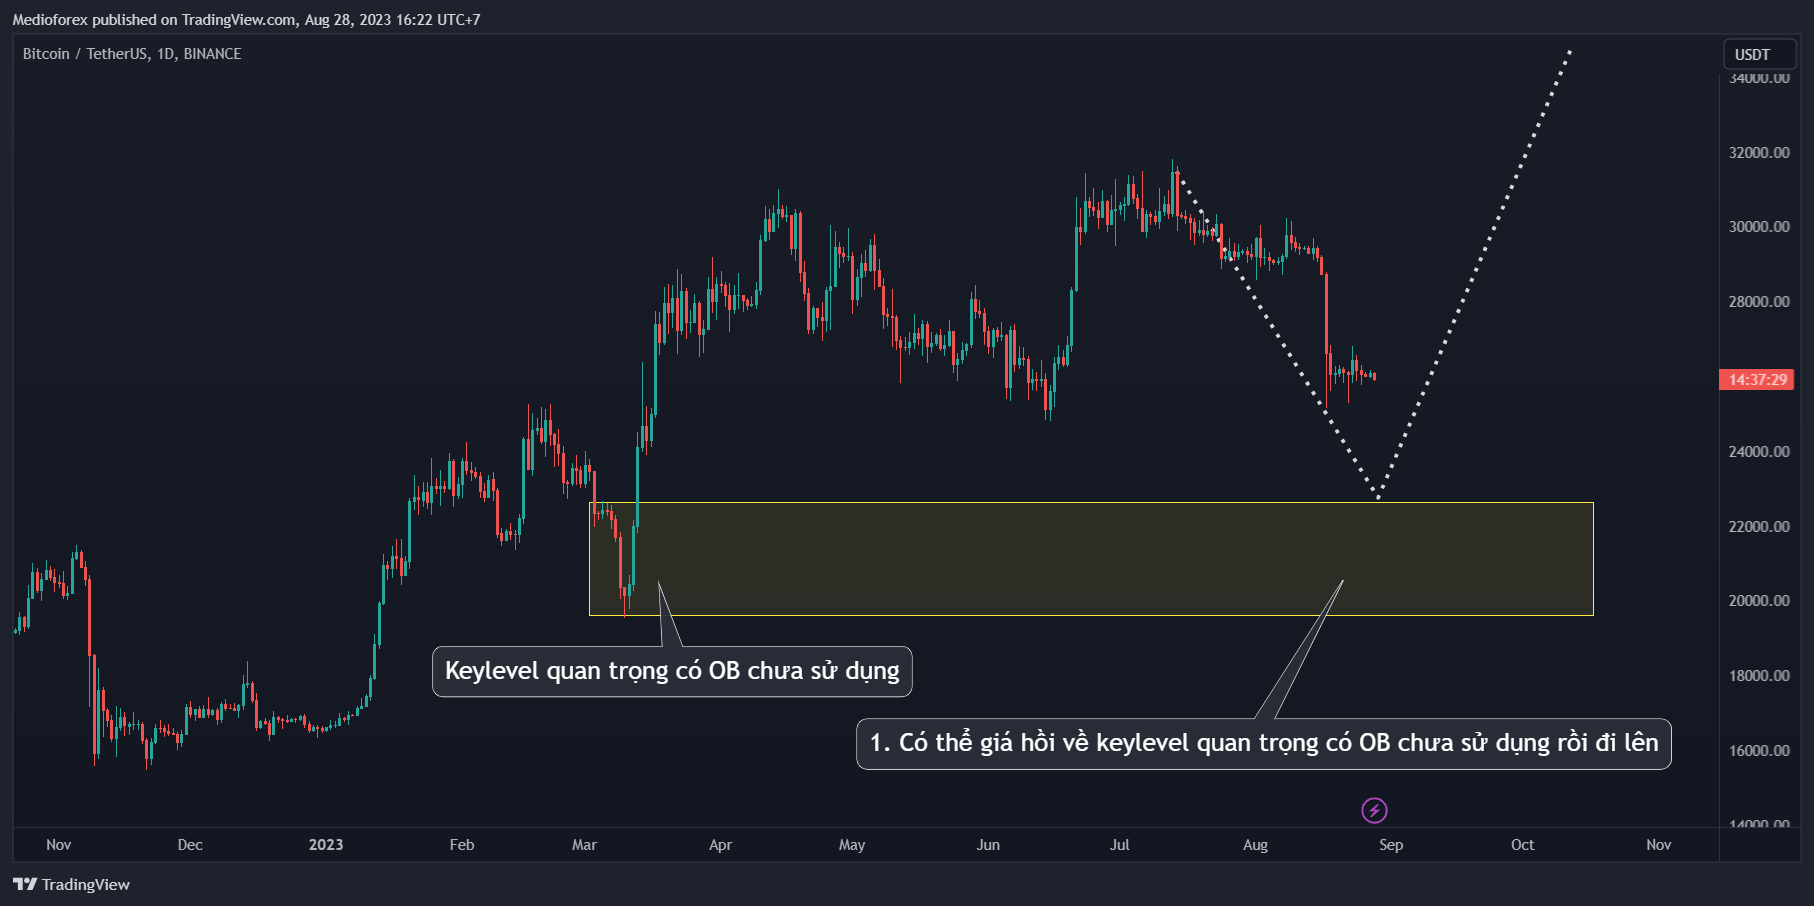 Medioforex published on TradingView.com, Aug 28, 2023 16:22 UTC+7
Bitcoin / TetherUS, 1D, BINANCE
USDT
34000.00
32000.00
30000.00
28000.00
14:37:29
24000.00
22000.00
20000.00
18000.00
16000.00
14000.00
Keylevel quan trọng có OB chưa sử dụng
1. Có thể giá hồi về keylevel quan trọng có OB chưa sử dụng rồi đi lên
Nov Dec 2023 Feb Mar Apr May Jun Jul Aug Sep Oct Nov
TradingView